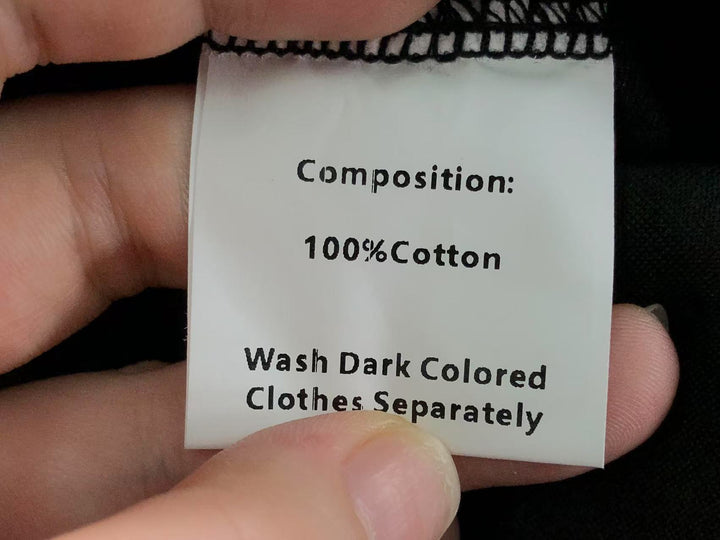 Composition:
100%Cotton
Wash Dark Colored
Clothes Separately